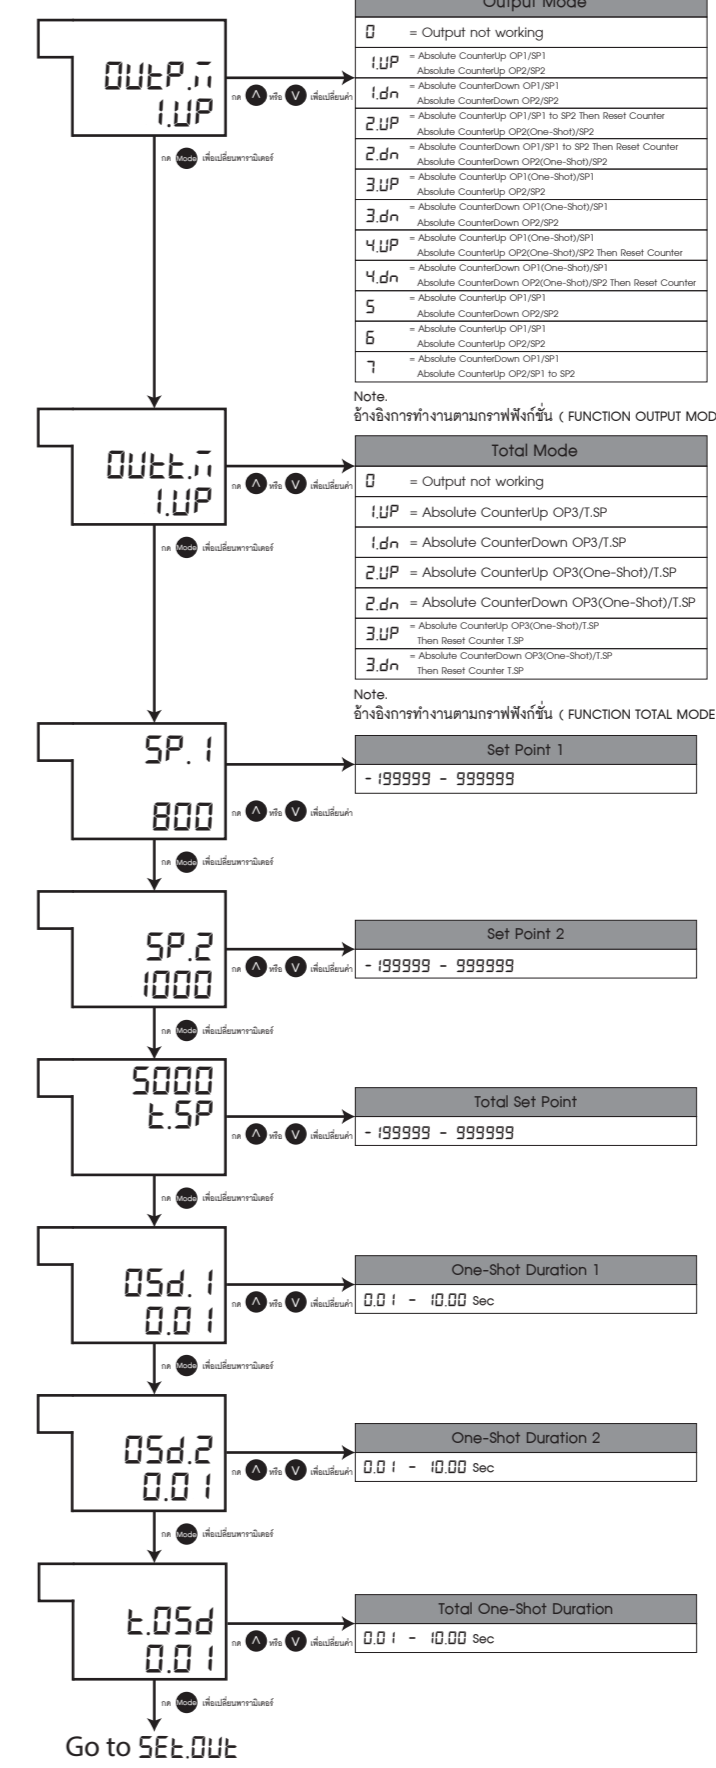 Output Mode
OUtP.m
1.UP
กด ∧ หรือ ∨ เพื่อเปลี่ยนค่า
กด Mode เพื่อเปลี่ยนพารามิเตอร์
0 = Output not working
1.UP = Absolute CounterUp OP1/SP1
Absolute CounterUp OP2/SP2
1.dn = Absolute CounterDown OP1/SP1
Absolute CounterDown OP2/SP2
2.UP = Absolute CounterUp OP1/SP1 to SP2 Then Reset Counter
Absolute CounterUp OP2(One-Shot)/SP2
2.dn = Absolute CounterDown OP1/SP1 to SP2 Then Reset Counter
Absolute CounterDown OP2(One-Shot)/SP2
3.UP = Absolute CounterUp OP1(One-Shot)/SP1
Absolute CounterUp OP2/SP2
3.dn = Absolute CounterDown OP1(One-Shot)/SP1
Absolute CounterDown OP2/SP2
4.UP = Absolute CounterUp OP1(One-Shot)/SP1
Absolute CounterUp OP2(One-Shot)/SP2 Then Reset Counter
4.dn = Absolute CounterDown OP1(One-Shot)/SP1
Absolute CounterDown OP2(One-Shot)/SP2 Then Reset Counter
5 = Absolute CounterUp OP1/SP1
Absolute CounterDown OP2/SP2
6 = Absolute CounterUp OP1/SP1
Absolute CounterUp OP2/SP2
7 = Absolute CounterDown OP1/SP1
Absolute CounterUp OP2/SP1 to SP2
Note.
อ้างอิงการทำงานตามกราฟฟังก์ชั่น ( FUNCTION OUTPUT MOD
OUtt.m
1.UP
กด ∧ หรือ ∨ เพื่อเปลี่ยนค่า
กด Mode เพื่อเปลี่ยนพารามิเตอร์
Total Mode
0 = Output not working
1.UP = Absolute CounterUp OP3/T.SP
1.dn = Absolute CounterDown OP3/T.SP
2.UP = Absolute CounterUp OP3(One-Shot)/T.SP
2.dn = Absolute CounterDown OP3(One-Shot)/T.SP
3.UP = Absolute CounterUp OP3(One-Shot)/T.SP
Then Reset Counter T.SP
3.dn = Absolute CounterDown OP3(One-Shot)/T.SP
Then Reset Counter T.SP
Note.
อ้างอิงการทำงานตามกราฟฟังก์ชั่น ( FUNCTION TOTAL MODE
SP. 1
800
กด ∧ หรือ ∨ เพื่อเปลี่ยนค่า
กด Mode เพื่อเปลี่ยนพารามิเตอร์
Set Point 1
-199999 - 999999
SP.2
1000
กด ∧ หรือ ∨ เพื่อเปลี่ยนค่า
กด Mode เพื่อเปลี่ยนพารามิเตอร์
Set Point 2
-199999 - 999999
5000
t.SP
กด ∧ หรือ ∨ เพื่อเปลี่ยนค่า
กด Mode เพื่อเปลี่ยนพารามิเตอร์
Total Set Point
-199999 - 999999
OSd. 1
0.01
กด ∧ หรือ ∨ เพื่อเปลี่ยนค่า
กด Mode เพื่อเปลี่ยนพารามิเตอร์
One-Shot Duration 1
0.01 - 10.00 Sec
OSd.2
0.01
กด ∧ หรือ ∨ เพื่อเปลี่ยนค่า
กด Mode เพื่อเปลี่ยนพารามิเตอร์
One-Shot Duration 2
0.01 - 10.00 Sec
t.OSd
0.01
กด ∧ หรือ ∨ เพื่อเปลี่ยนค่า
กด Mode เพื่อเปลี่ยนพารามิเตอร์
Total One-Shot Duration
0.01 - 10.00 Sec
Go to SEt.OUt